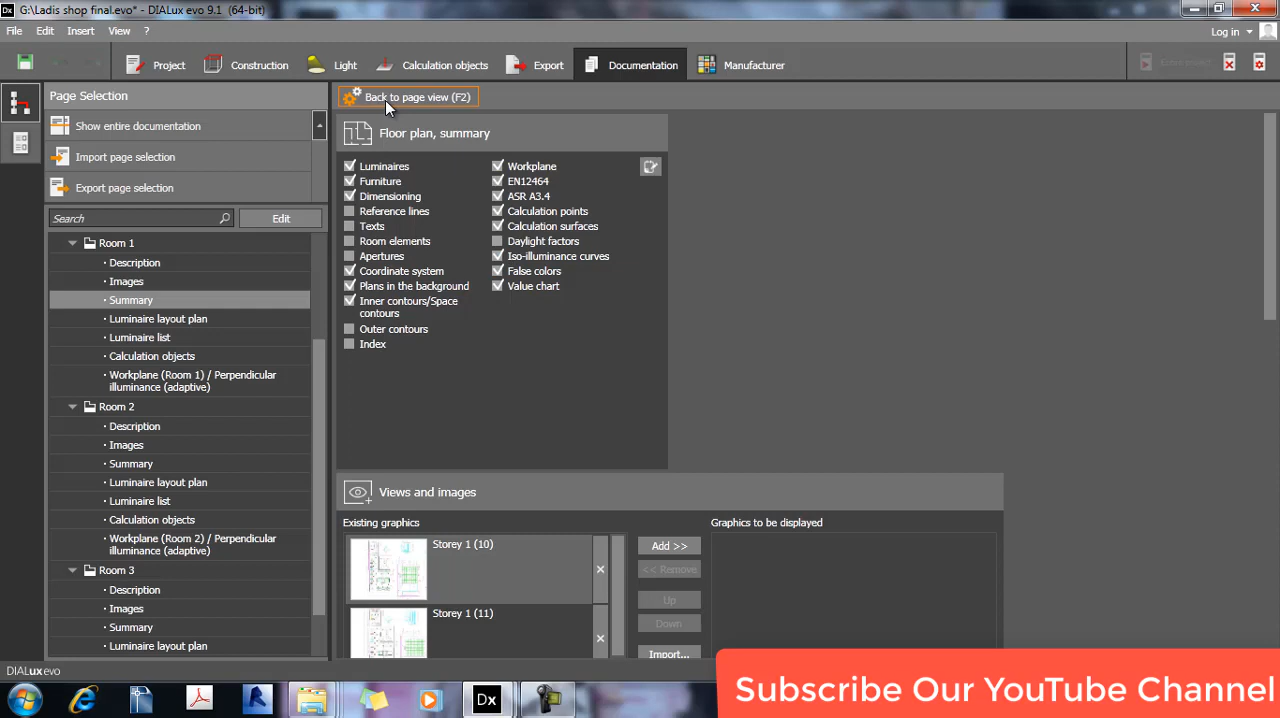 G:\Ladis shop final.evo* - DIALux evo 9.1 (64-bit)
File Edit Insert View ?
Log in
Project Construction Light Calculation objects Export Documentation Manufacturer
Page Selection
Back to page view (F2)
Show entire documentation
Import page selection
Export page selection
Search Edit
Room 1
Description
Images
Summary
Luminaire layout plan
Luminaire list
Calculation objects
Workplane (Room 1) / Perpendicular
illuminance (adaptive)
Room 2
Description
Images
Summary
Luminaire layout plan
Luminaire list
Calculation objects
Workplane (Room 2) / Perpendicular
illuminance (adaptive)
Room 3
Description
Images
Summary
Luminaire layout plan
Floor plan, summary
Luminaires
Furniture
Dimensioning
Reference lines
Texts
Room elements
Apertures
Coordinate system
Plans in the background
Inner contours/Space
contours
Outer contours
Index
Workplane
EN12464
ASR A3.4
Calculation points
Calculation surfaces
Daylight factors
Iso-illuminance curves
False colors
Value chart
Views and images
Existing graphics
Graphics to be displayed
Storey 1 (10)
Storey 1 (11)
Add >>
<< Remove
Up
Down
Import...
DIALux evo
Dx
Subscribe Our YouTube Channel